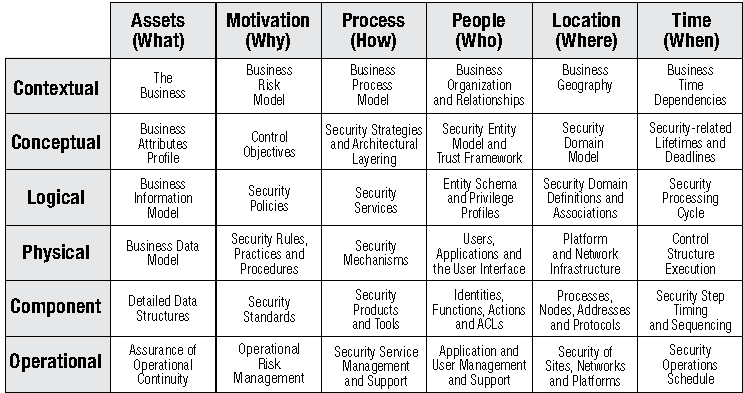 Assets
(What)
Motivation
(Why)
Process
(How)
People
(Who)
Location
(Where)
Time
(When)
Contextual
The
Business
Business
Risk
Model
Business
Process
Model
Business
Organization
and Relationships
Business
Geography
Business
Time
Dependencies
Conceptual
Business
Attributes
Profile
Control
Objectives
Security Strategies
and Architectural
Layering
Security Entity
Model and
Trust Framework
Security
Domain
Model
Security-related
Lifetimes and
Deadlines
Logical
Business
Information
Model
Security
Policies
Security
Services
Entity Schema
and Privilege
Profiles
Security Domain
Definitions and
Associations
Security
Processing
Cycle
Physical
Business Data
Model
Security Rules,
Practices and
Procedures
Security
Mechanisms
Users,
Applications and
the User Interface
Platform
and Network
Infrastructure
Control
Structure
Execution
Component
Detailed Data
Structures
Security
Standards
Security
Products
and Tools
Identities,
Functions, Actions
and ACLs
Processes,
Nodes, Addresses
and Protocols
Security Step
Timing
and Sequencing
Operational
Assurance of
Operational
Continuity
Operational
Risk
Management
Security Service
Management
and Support
Application and
User Management
and Support
Security of
Sites, Networks
and Platforms
Security
Operations
Schedule